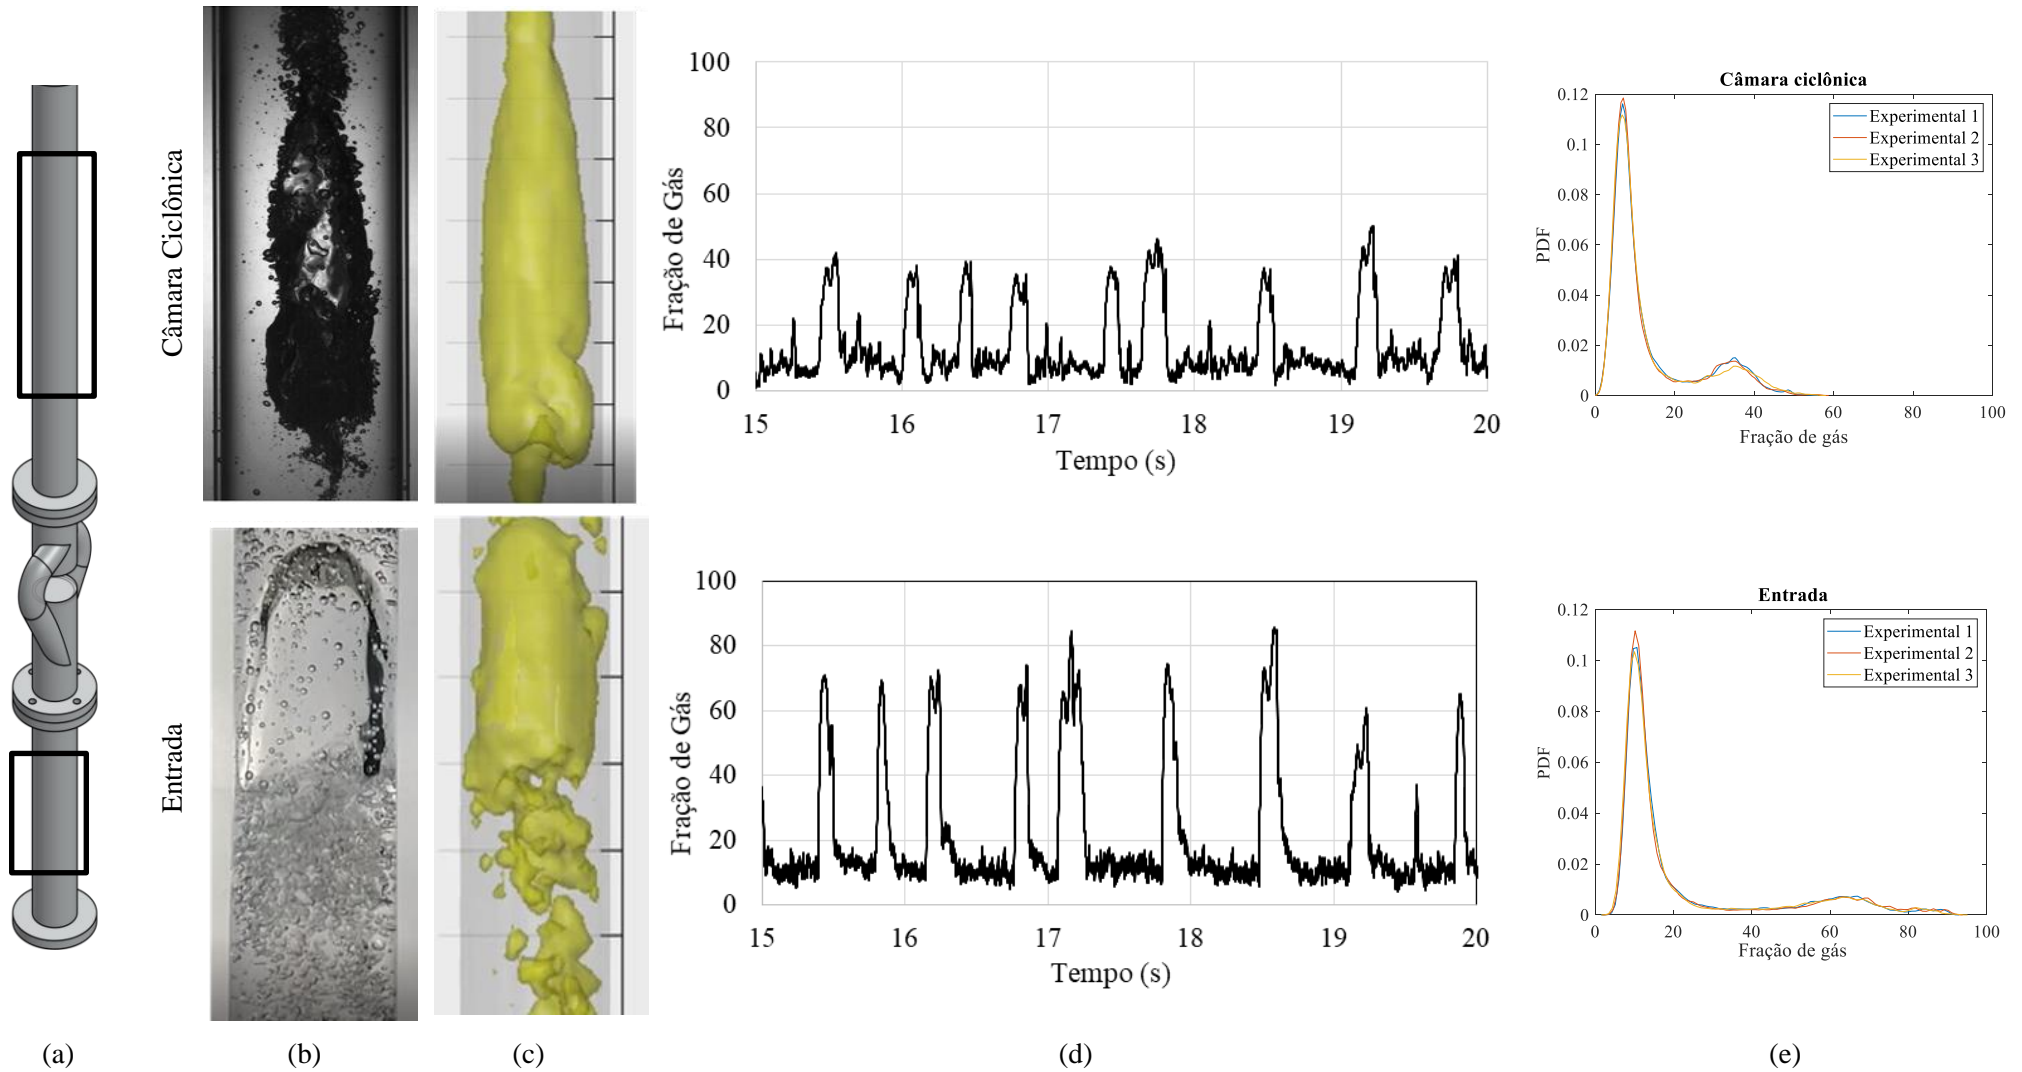 Câmara Ciclônica
Fração de Gás
100
80
60
40
20
0
15 16 17 18 19 20
Tempo (s)
Câmara ciclônica
PDF
0.12
0.1
0.08
0.06
0.04
0.02
0
Experimental 1
Experimental 2
Experimental 3
0 20 40 60 80 100
Fração de gás
Entrada
Fração de Gás
100
80
60
40
20
0
15 16 17 18 19 20
Tempo (s)
Entrada
PDF
0.12
0.1
0.08
0.06
0.04
0.02
0
Experimental 1
Experimental 2
Experimental 3
0 20 40 60 80 100
Fração de gás
(a) (b) (c) (d) (e)